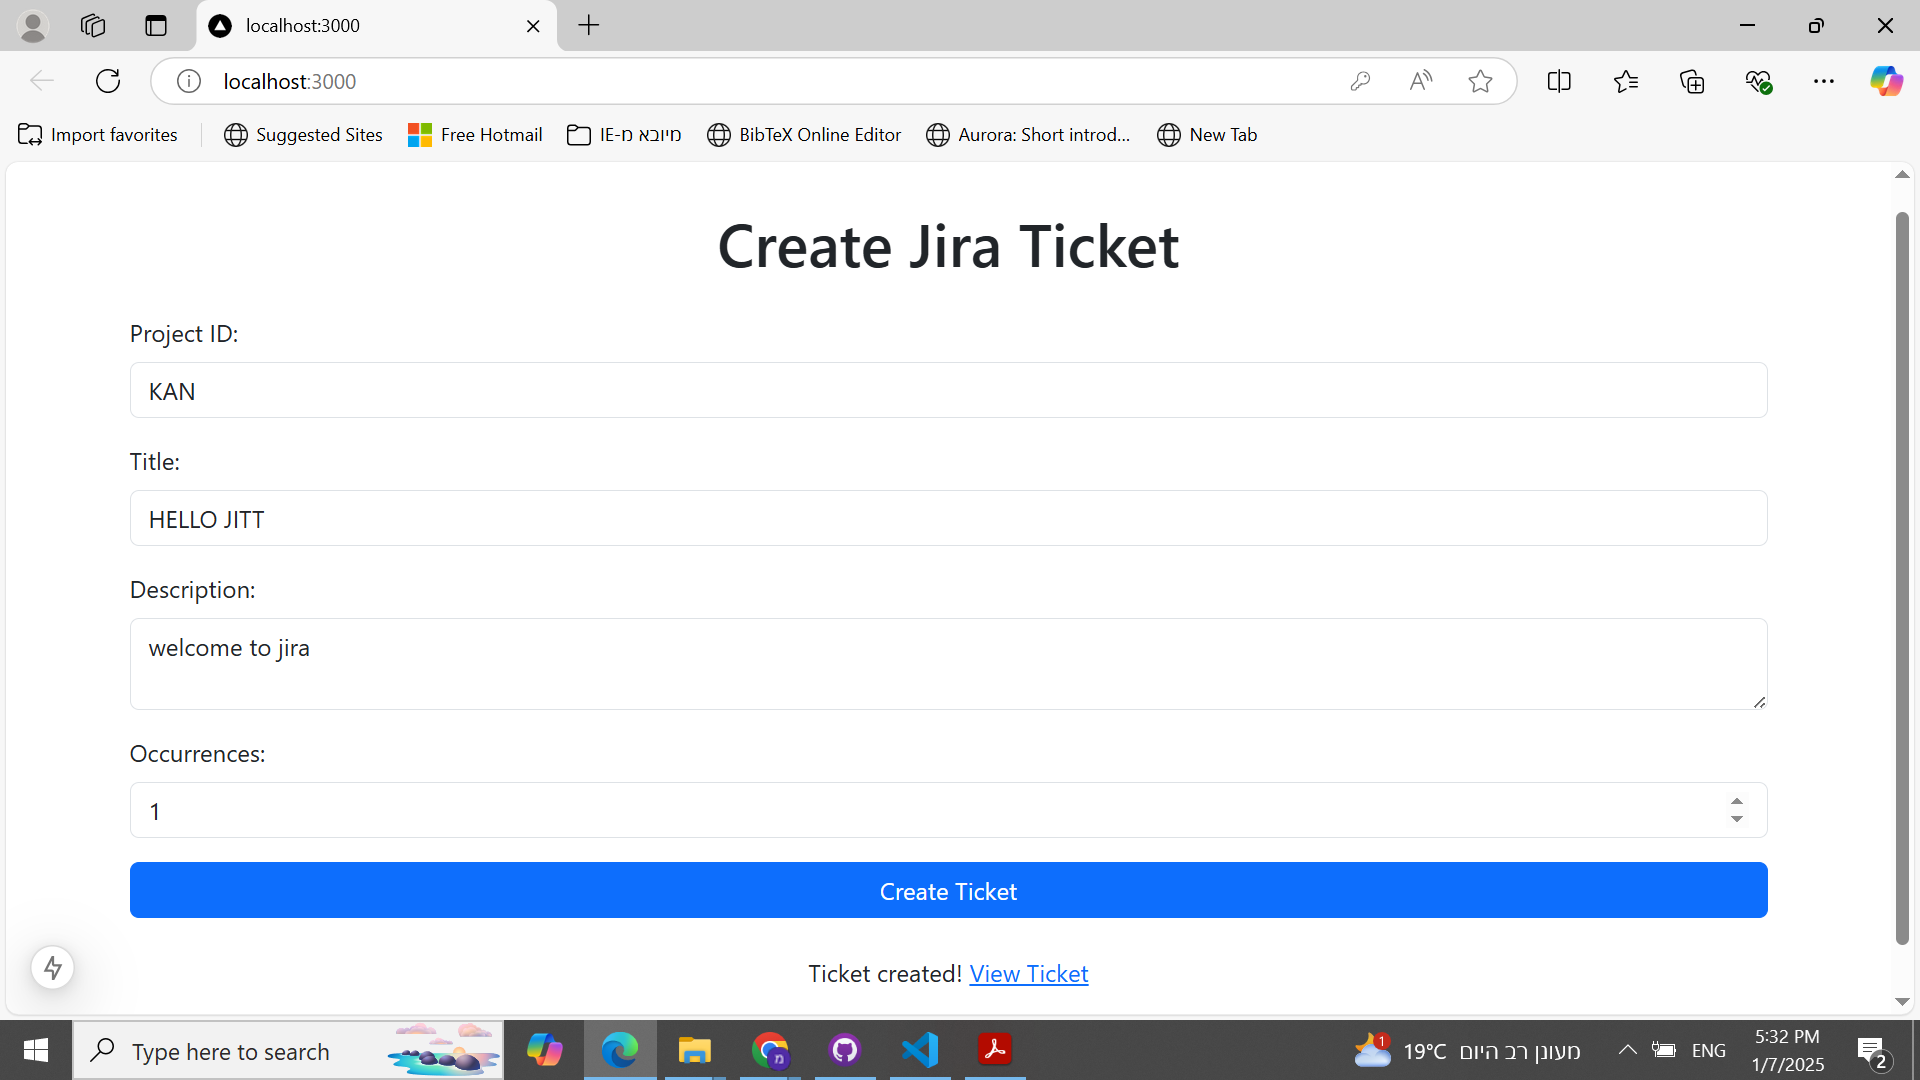 localhost:3000
localhost:3000
Import favorites
Suggested Sites
Free Hotmail
מיובא מ-IE
BibTeX Online Editor
Aurora: Short introd...
New Tab
Create Jira Ticket
Project ID:
KAN
Title:
HELLO JITT
Description:
welcome to jira
Occurrences:
1
Create Ticket
Ticket created! View Ticket
Type here to search
1
19°C מעונן רב היום
ENG
5:32 PM
1/7/2025
2